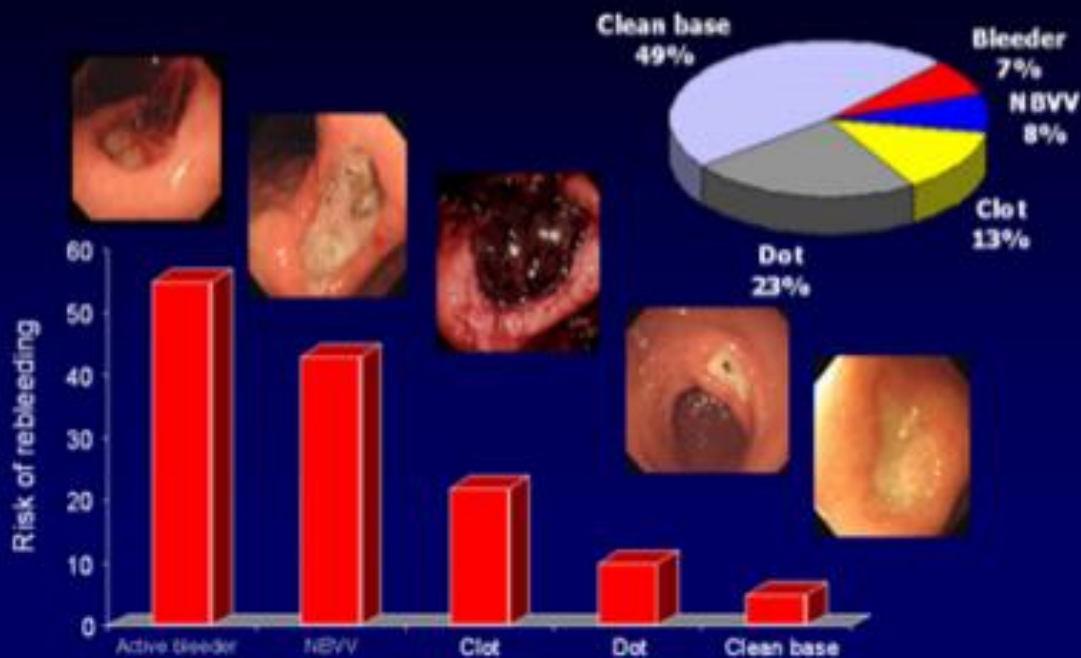 Clean base
49%
Bleeder
7%
NBVV
8%
Clot
13%
Dot
23%
Risk of rebleeding
60
50
40
30
20
10
0
Active bleeder
NBVV
Clot
Dot
Clean base